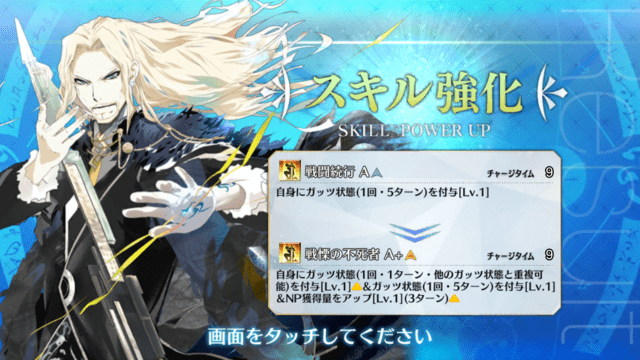 スキル強化
SKILL POWER UP
戦闘続行 A チャージタイム 9
自身にガッツ状態(1回・5ターン)を付与[Lv.1]
戦慄の不死者 A+ チャージタイム 9
自身にガッツ状態(1回・1ターン・他のガッツ状態と重複可
能)を付与[Lv.1]&ガッツ状態(1回・5ターン)を付与[Lv.1]
&NP獲得量をアップ[Lv.1](3ターン)
画面をタッチしてください